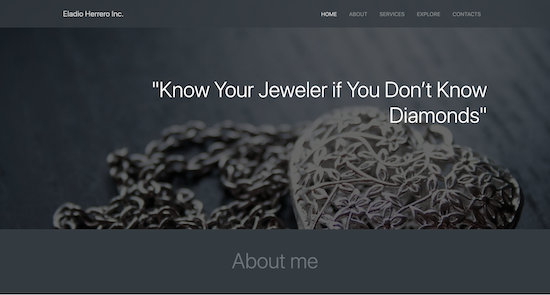 Eladio Herrero Inc.
HOME ABOUT SERVICES EXPLORE CONTACTS
"Know Your Jeweler if You Don’t Know
Diamonds"
About me